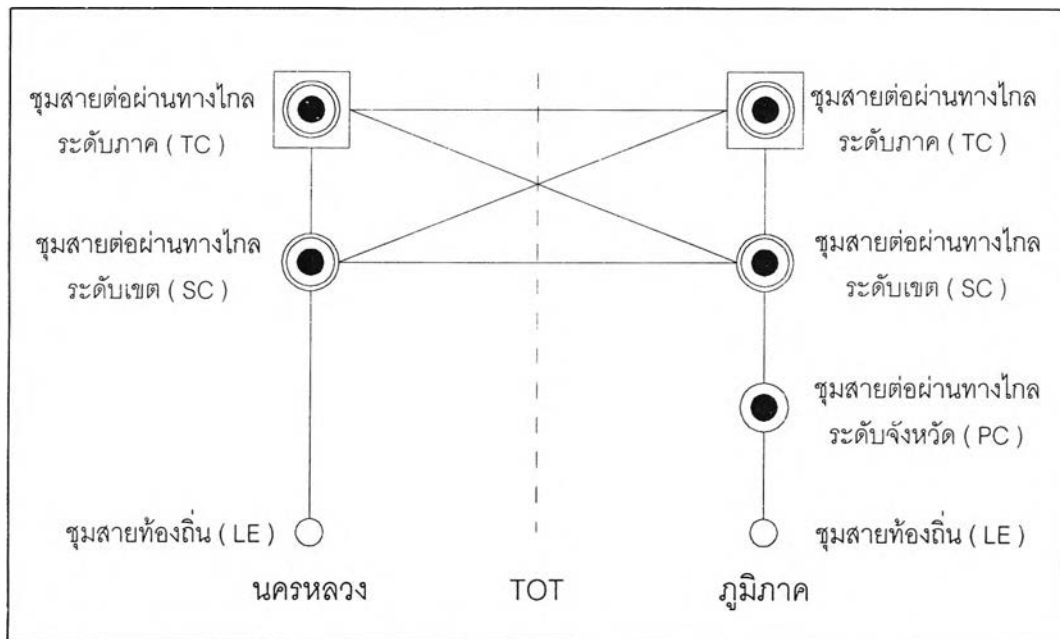 ชุมสายต่อผ่านทางไกล
ระดับภาค ( TC )
ชุมสายต่อผ่านทางไกล
ระดับภาค ( TC )
ชุมสายต่อผ่านทางไกล
ระดับเขต ( SC )
ชุมสายต่อผ่านทางไกล
ระดับเขต ( SC )
ชุมสายต่อผ่านทางไกล
ระดับจังหวัด ( PC )
ชุมสายท้องถิ่น ( LE )
ชุมสายท้องถิ่น ( LE )
นครหลวง TOT ภูมิภาค